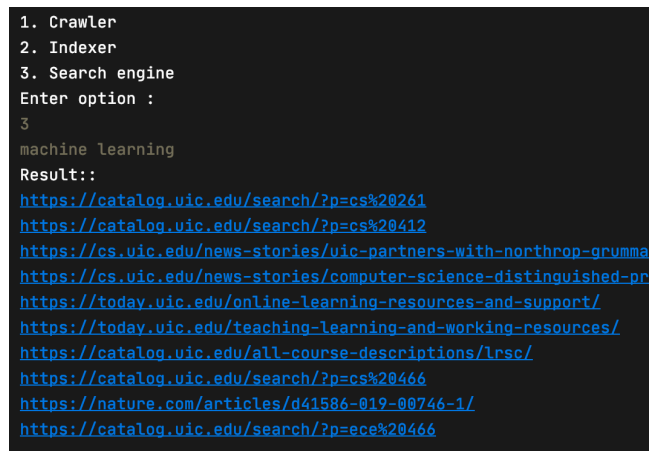 1. Crawler
2. Indexer
3. Search engine
Enter option :
3
machine learning
Result::
https://catalog.uic.edu/search/?p=cs%20261
https://catalog.uic.edu/search/?p=cs%20412
https://cs.uic.edu/news-stories/uic-partners-with-northrop-grumma
https://cs.uic.edu/news-stories/computer-science-distinguished-pr
https://today.uic.edu/online-learning-resources-and-support/
https://today.uic.edu/teaching-learning-and-working-resources/
https://catalog.uic.edu/all-course-descriptions/lrsc/
https://catalog.uic.edu/search/?p=cs%20466
https://nature.com/articles/d41586-019-00746-1/
https://catalog.uic.edu/search/?p=ece%20466